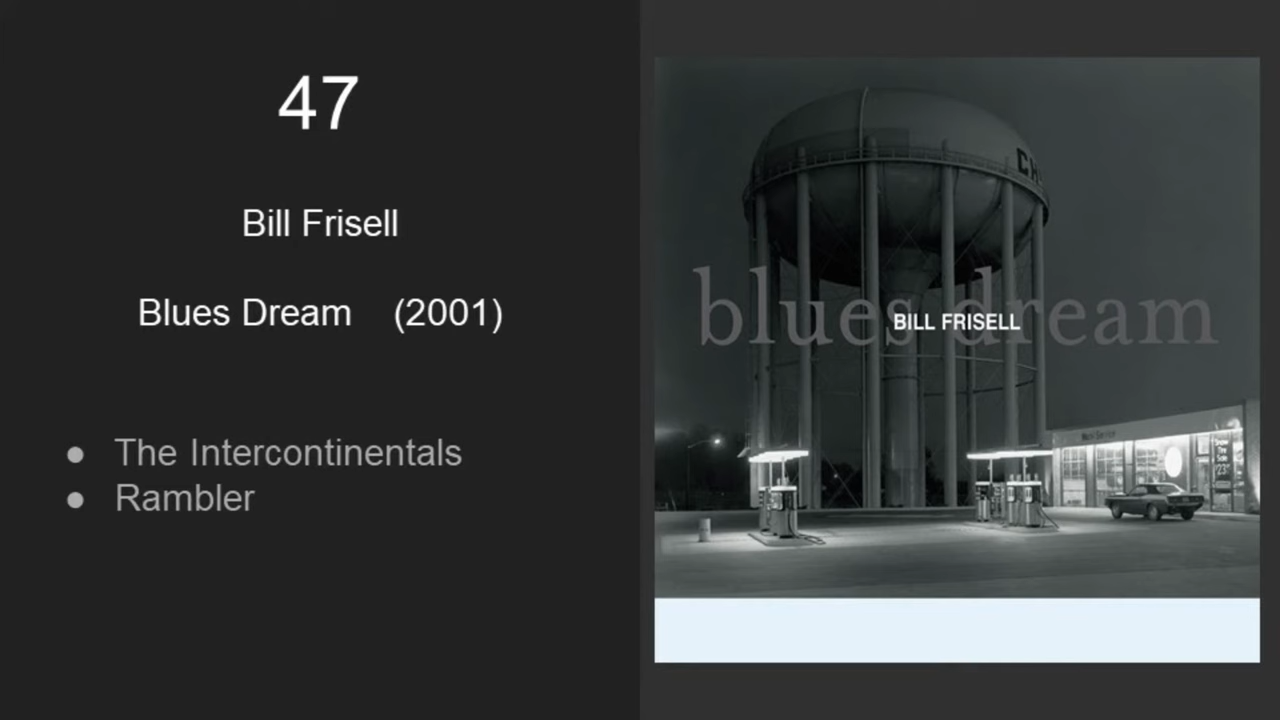 47
Bill Frisell
Blues Dream (2001)
● The Intercontinentals
● Rambler
blues dream
BILL FRISELL